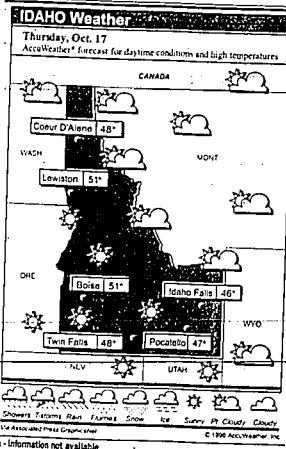 IDAHO Weather
Thursday, Oct. 17
AccuWeather® forecast for daytime conditions and high temperatures
CANADA
Coeur D'Alene 48°
WASH
MONT
Lewiston 51°
ORE
Boise 51°
Idaho Falls 46°
WYO
Twin Falls 48°
Pocatello 47°
NEV
UTAH
Showers T-storms Rain Flurries Snow Ice Sunny Pt Cloudy Cloudy
Via Associated Press GraphicsNet
© 1996 AccuWeather, Inc.
- Information not available